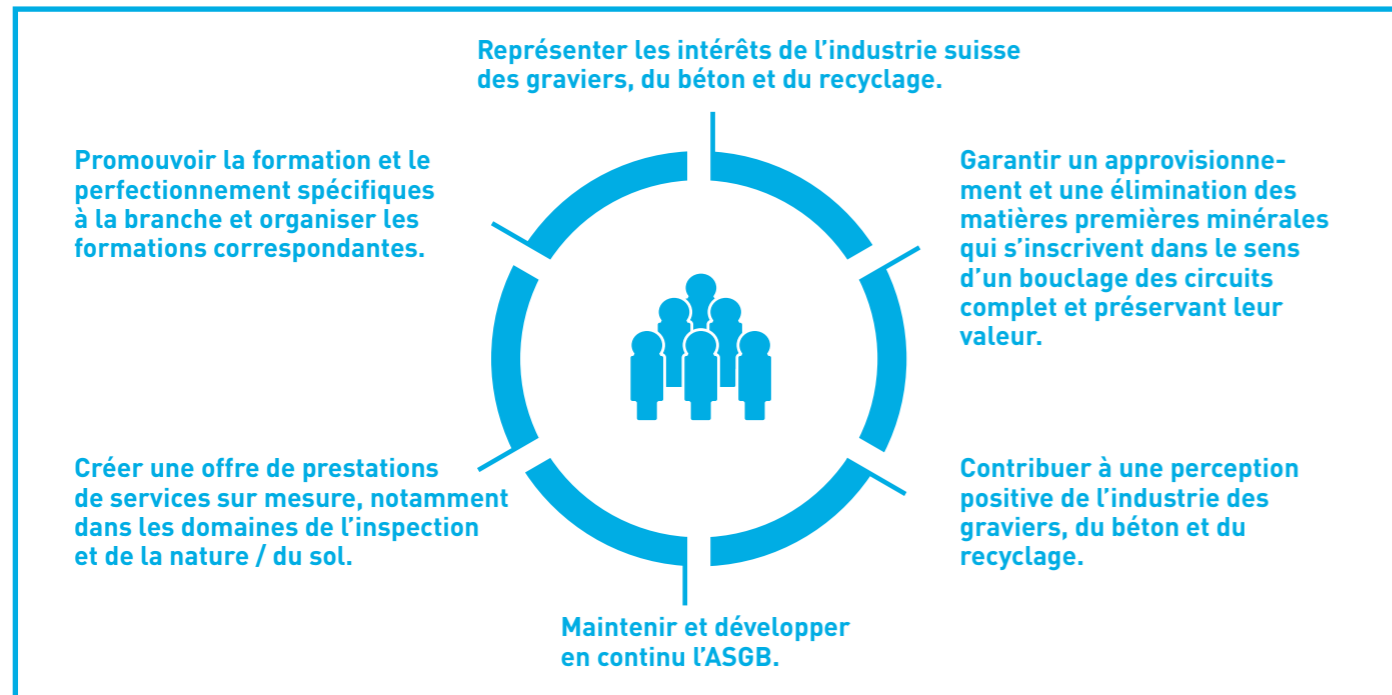 Représenter les intérêts de l’industrie suisse
des graviers, du béton et du recyclage.
Promouvoir la formation et le
perfectionnement spécifiques
à la branche et organiser les
formations correspondantes.
Garantir un approvisionne-
ment et une élimination des
matières premières minérales
qui s’inscrivent dans le sens
d’un bouclage des circuits
complet et préservant leur
valeur.
Créer une offre de prestations
de services sur mesure, notamment
dans les domaines de l’inspection
et de la nature / du sol.
Contribuer à une perception
positive de l’industrie des
graviers, du béton et du
recyclage.
Maintenir et développer
en continu l’ASGB.